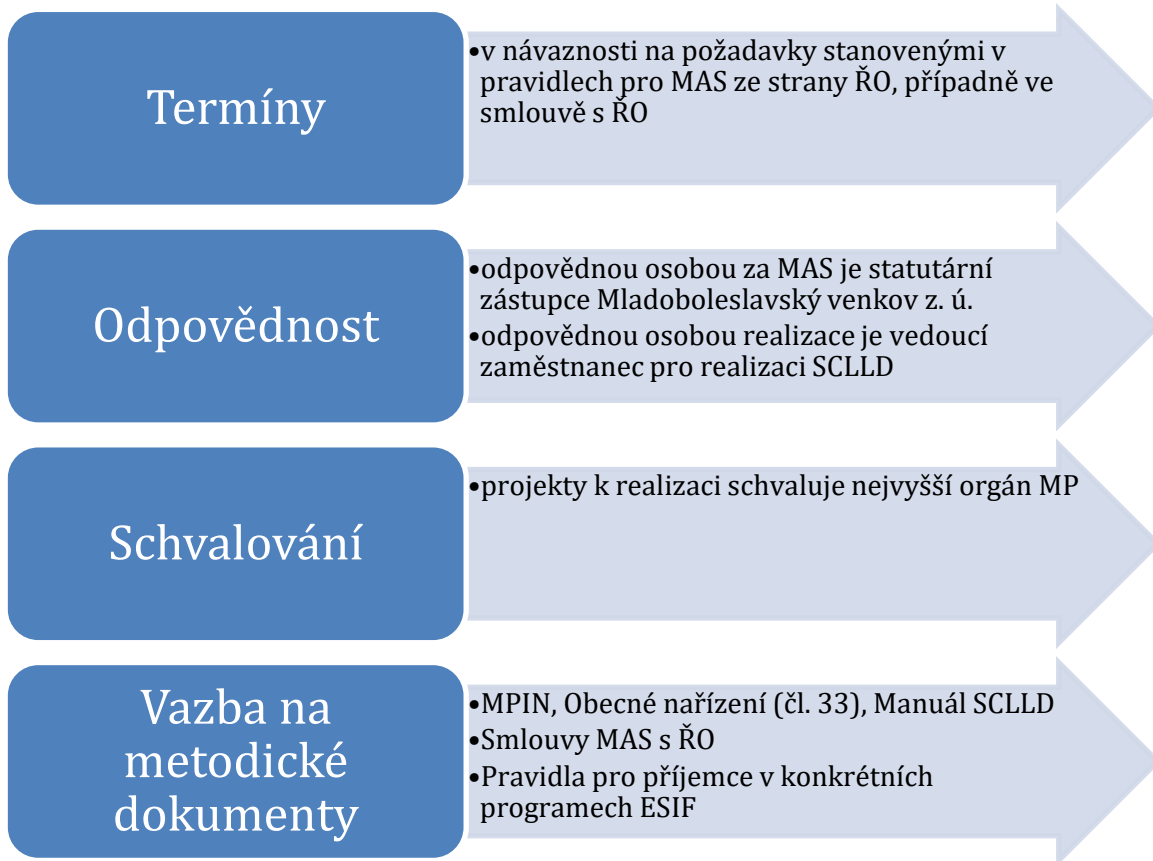 Termíny
•v návaznosti na požadavky stanovenými v
pravidlech pro MAS ze strany ŘO, případně ve
smlouvě s ŘO
Odpovědnost
•odpovědnou osobou za MAS je statutární
zástupce Mladoboleslavský venkov z. ú.
•odpovědnou osobou realizace je vedoucí
zaměstnanec pro realizaci SCLLD
Schvalování
•projekty k realizaci schvaluje nejvyšší orgán MP
Vazba na
metodické
dokumenty
•MPIN, Obecné nařízení (čl. 33), Manuál SCLLD
•Smlouvy MAS s ŘO
•Pravidla pro příjemce v konkrétních
programech ESIF